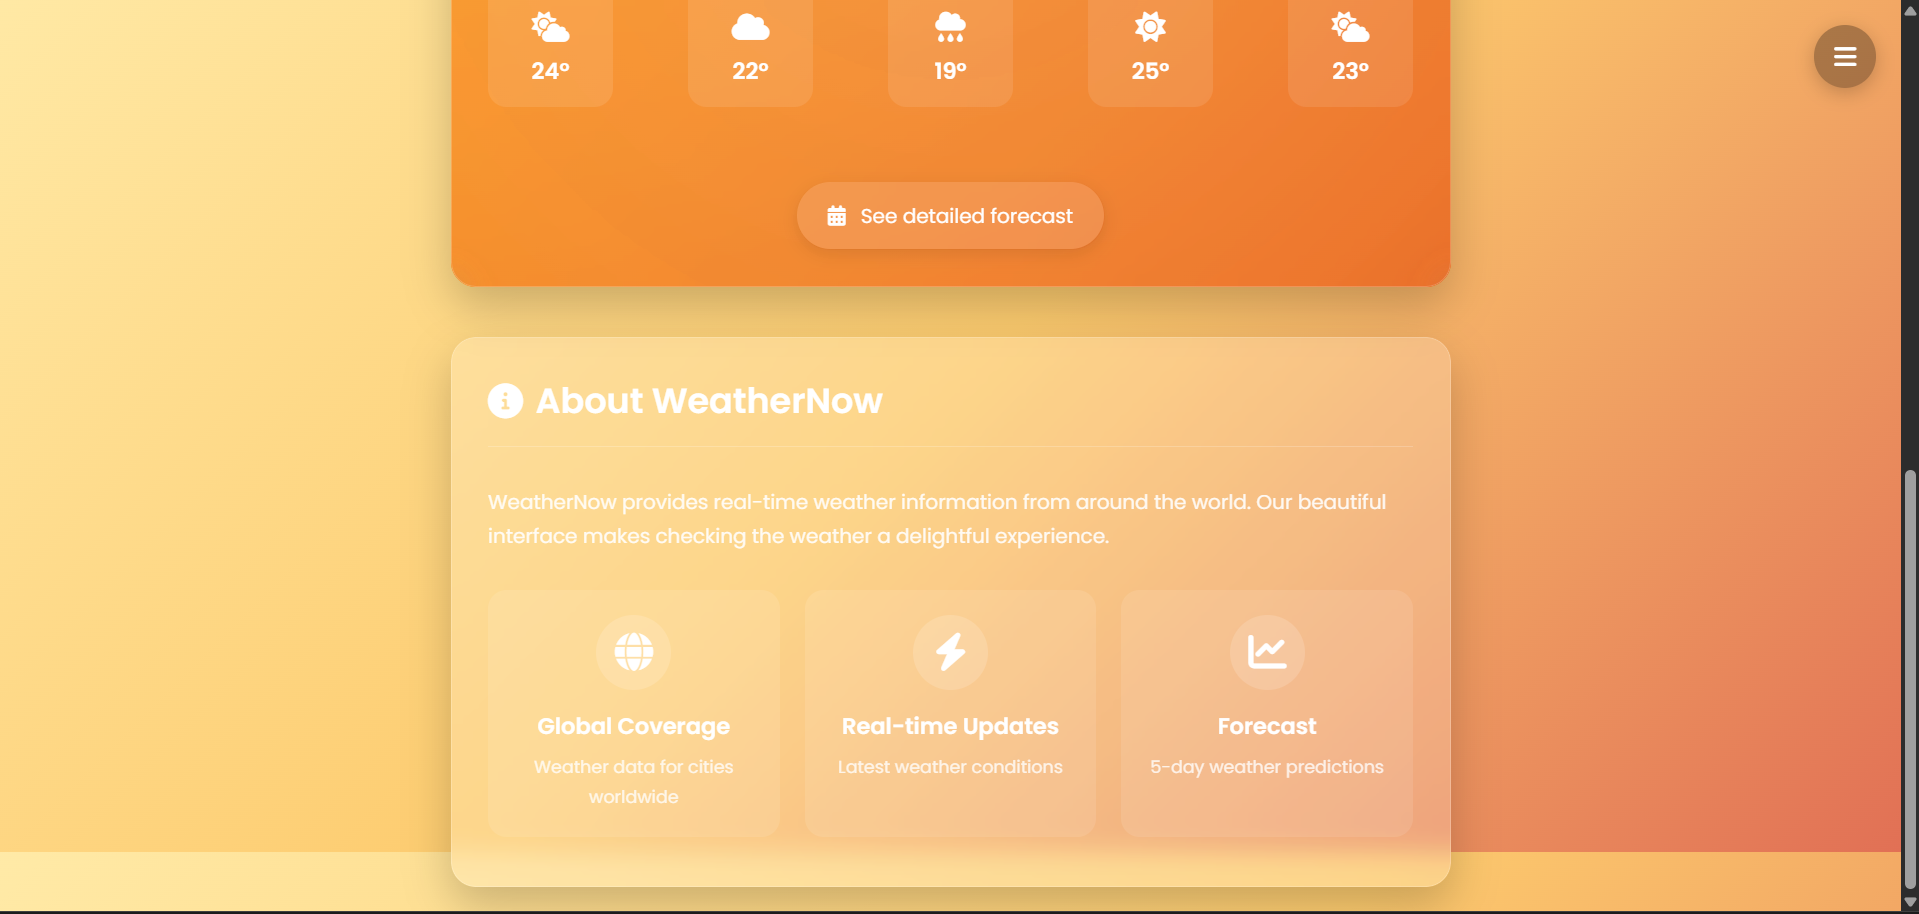 24°
22°
19°
25°
23°
See detailed forecast
About WeatherNow
WeatherNow provides real-time weather information from around the world. Our beautiful
interface makes checking the weather a delightful experience.
Global Coverage
Weather data for cities
worldwide
Real-time Updates
Latest weather conditions
Forecast
5-day weather predictions